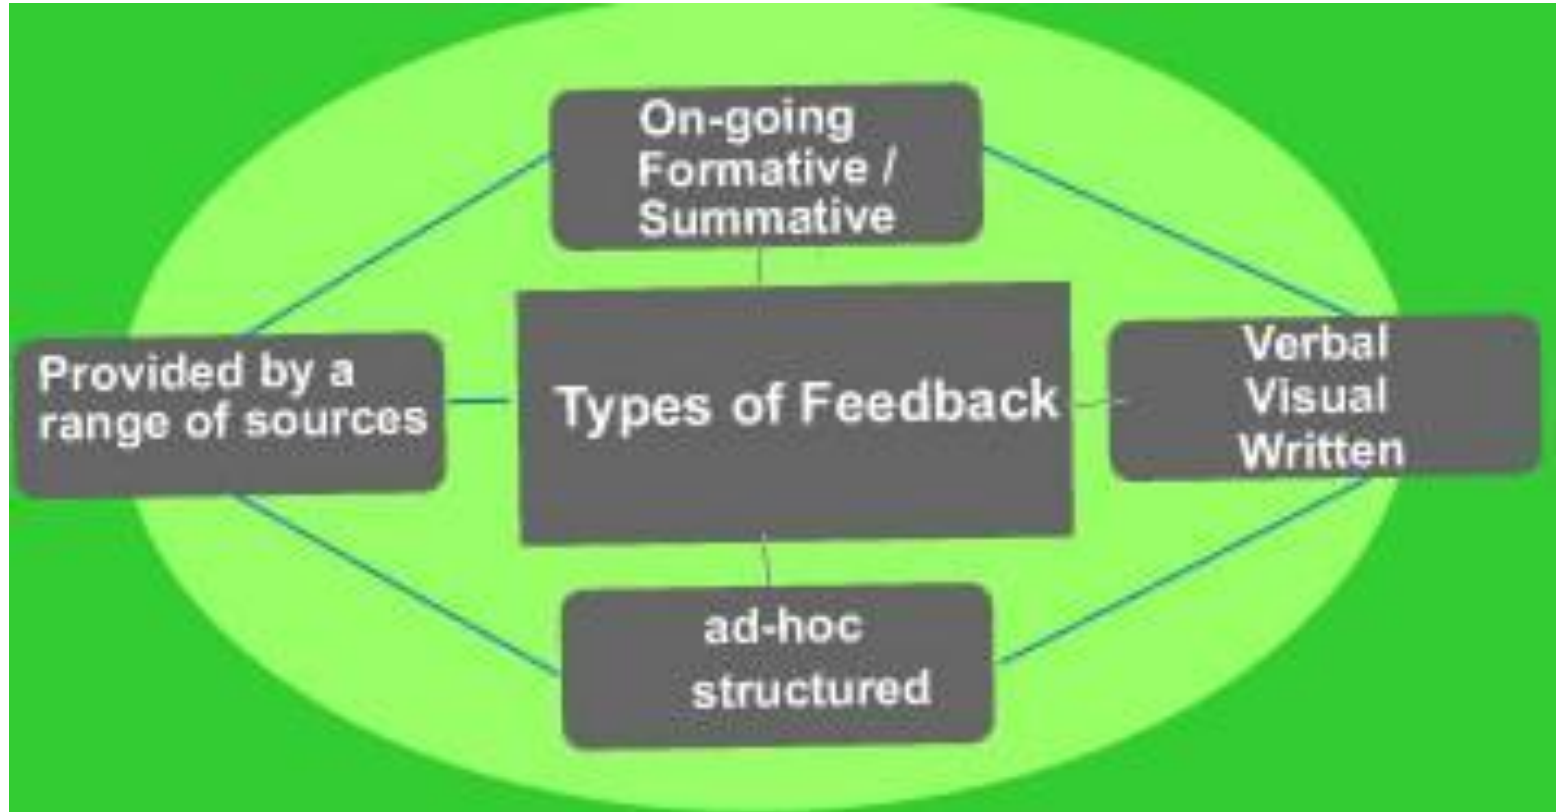 On-going
Formative /
Summative
Provided by a
range of sources
Types of Feedback
Verbal
Visual
Written
ad-hoc
structured